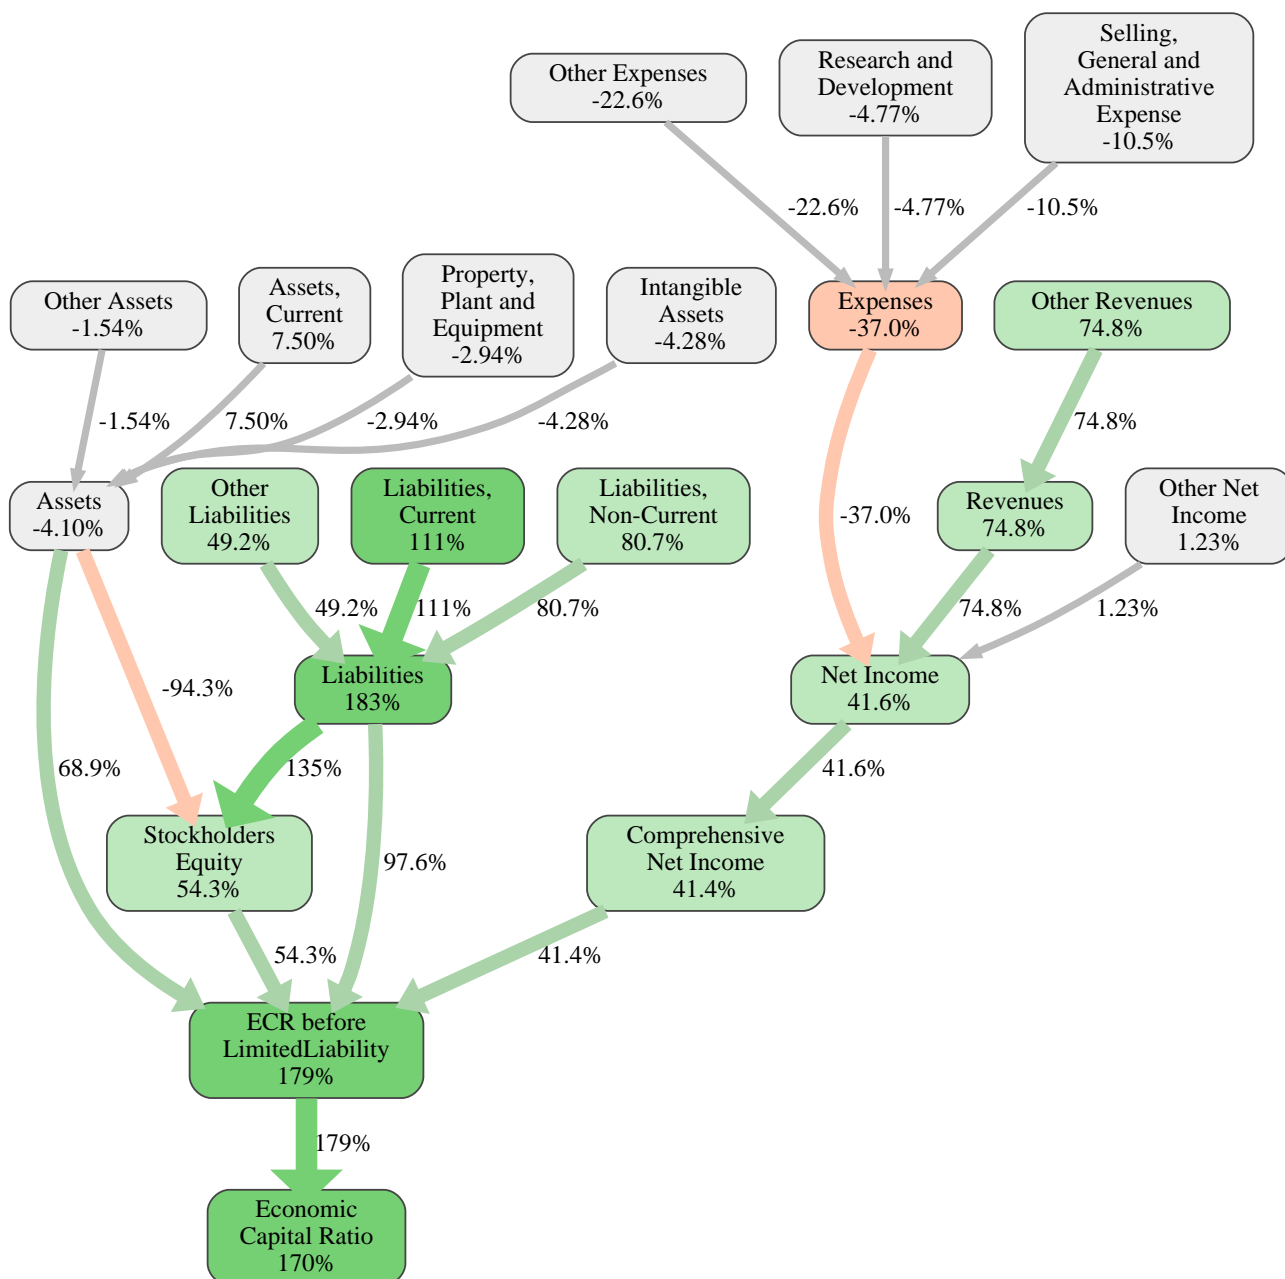 Selling,
General and
Administrative
Expense
-10.5%
Research and
Development
-4.77%
Other Expenses
-22.6%
-22.6%
-4.77%
-10.5%
Other Assets
-1.54%
Assets,
Current
7.50%
Property,
Plant and
Equipment
-2.94%
Intangible
Assets
-4.28%
Expenses
-37.0%
Other Revenues
74.8%
-1.54%
7.50%
-2.94%
-4.28%
74.8%
Assets
-4.10%
Other
Liabilities
49.2%
Liabilities,
Current
111%
Liabilities,
Non-Current
80.7%
-37.0%
Revenues
74.8%
Other Net
Income
1.23%
49.2%
111%
80.7%
74.8%
1.23%
-94.3%
Liabilities
183%
Net Income
41.6%
68.9%
135%
41.6%
Stockholders
Equity
54.3%
97.6%
Comprehensive
Net Income
41.4%
54.3%
41.4%
ECR before
LimitedLiability
179%
179%
Economic
Capital Ratio
170%